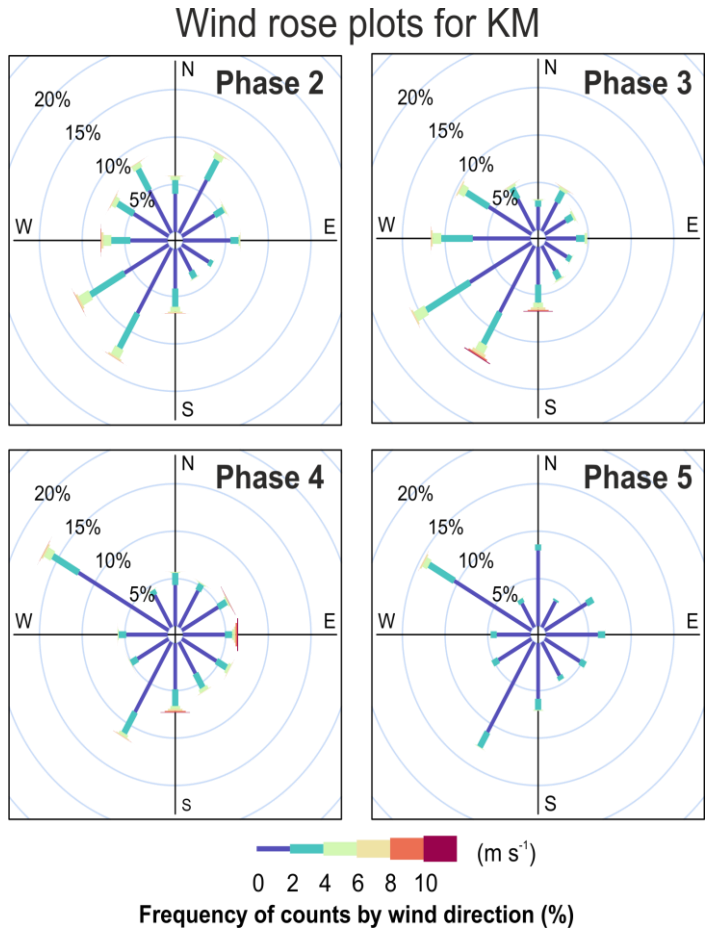 Wind rose plots for KM
N
Phase 2
20%
15%
10%
5%
W
E
S
N
Phase 3
20%
15%
10%
5%
W
E
S
N
Phase 4
20%
15%
10%
5%
W
E
S
N
Phase 5
20%
15%
10%
5%
W
E
S
(m s⁻¹)
0 2 4 6 8 10
Frequency of counts by wind direction (%)